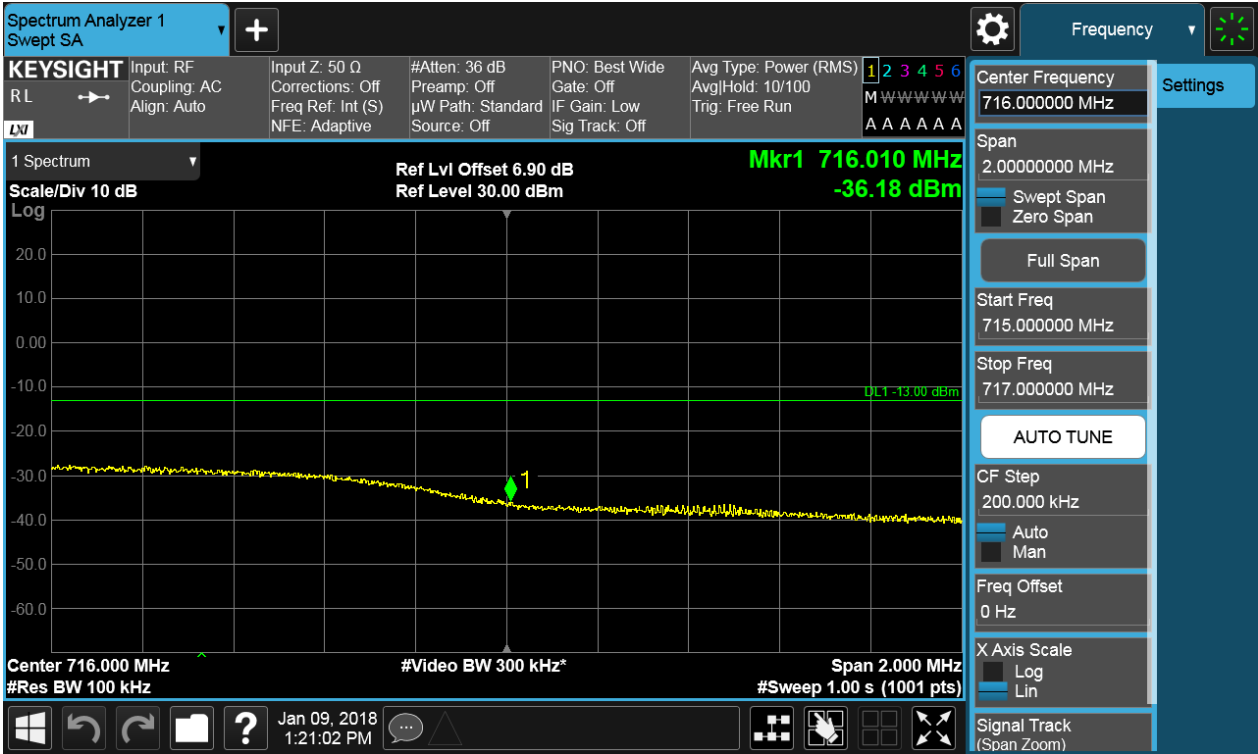 Spectrum Analyzer 1
Swept SA
Frequency
KEYSIGHT
R L
LXI
Input: RF
Coupling: AC
Align: Auto
Input Z: 50 Ω
Corrections: Off
Freq Ref: Int (S)
NFE: Adaptive
#Atten: 36 dB
Preamp: Off
µW Path: Standard
Source: Off
PNO: Best Wide
Gate: Off
IF Gain: Low
Sig Track: Off
Avg Type: Power (RMS)
Avg|Hold: 10/100
Trig: Free Run
1 2 3 4 5 6
M W W W W W
A A A A A A
1 Spectrum
Scale/Div 10 dB
Log
Ref Lvl Offset 6.90 dB
Ref Level 30.00 dBm
Mkr1 716.010 MHz
-36.18 dBm
20.0
10.0
0.00
-10.0
-20.0
-30.0
-40.0
-50.0
-60.0
DL1 -13.00 dBm
1
Center 716.000 MHz
#Video BW 300 kHz*
Span 2.000 MHz
#Res BW 100 kHz
#Sweep 1.00 s (1001 pts)
?
Jan 09, 2018
1:21:02 PM
Center Frequency
716.000000 MHz
Span
2.00000000 MHz
Swept Span
Zero Span
Full Span
Start Freq
715.000000 MHz
Stop Freq
717.000000 MHz
AUTO TUNE
CF Step
200.000 kHz
Auto
Man
Freq Offset
0 Hz
X Axis Scale
Log
Lin
Signal Track
(Span Zoom)
Settings